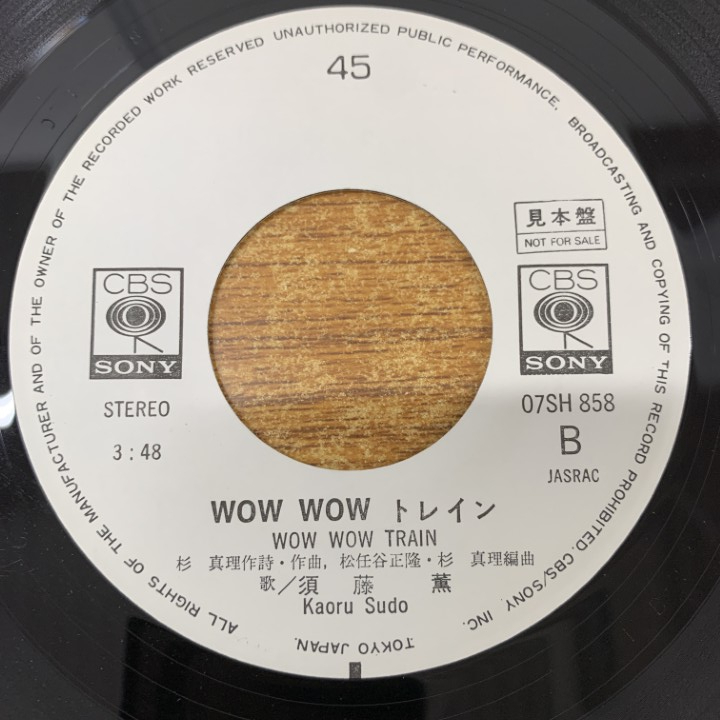 ALL RIGHTS OF THE MANUFACTURER AND OF THE OWNER OF THE RECORDED WORK RESERVED UNAUTHORIZED PUBLIC PERFORMANCE. BROADCASTING AND COPYING OF THIS RECORD PROHIBITED. CBS/SONY INC. TOKYO JAPAN.
45
見本盤
NOT FOR SALE
CBS
SONY
CBS
SONY
STEREO
07SH 858
3:48
B
JASRAC
WOW WOW トレイン
WOW WOW TRAIN
杉 真理作詩・作曲, 松任谷正隆・杉 真理編曲
歌/須 藤 薫
Kaoru Sudo